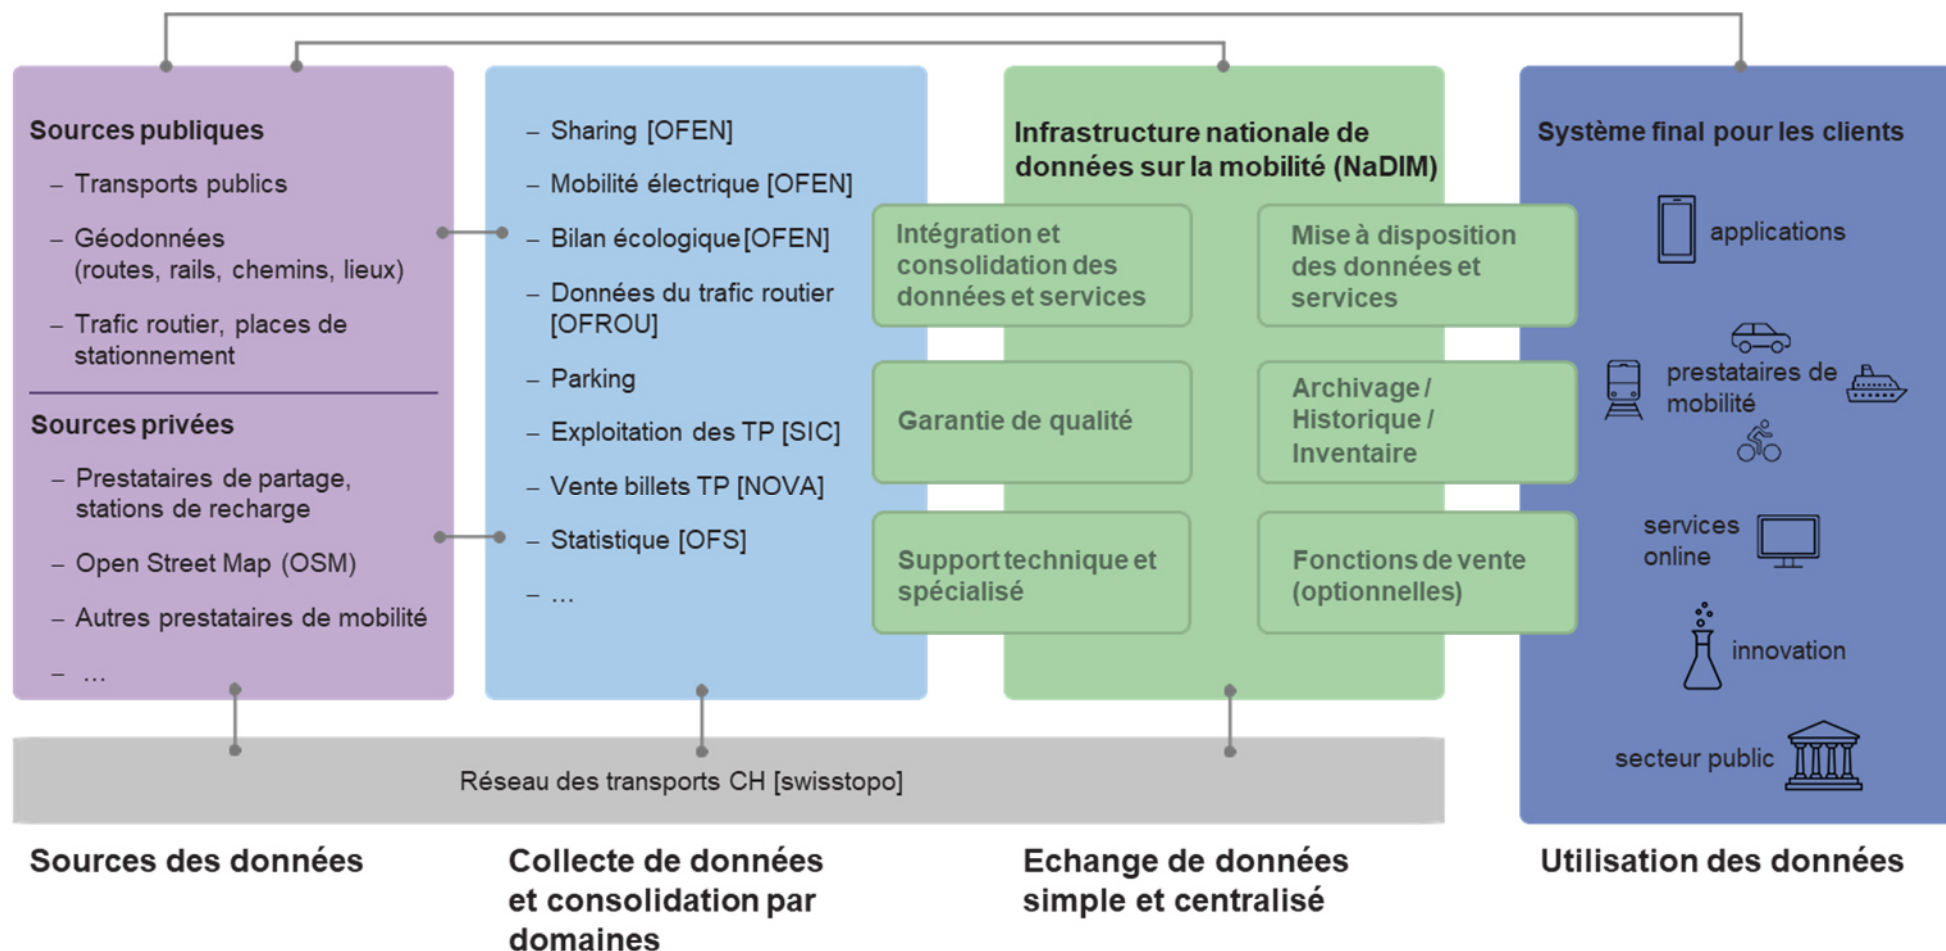 Sources publiques
– Transports publics
– Géodonnées
(routes, rails, chemins, lieux)
– Trafic routier, places de
stationnement
Sources privées
– Prestataires de partage,
stations de recharge
– Open Street Map (OSM)
– Autres prestataires de mobilité
– ...
– Sharing [OFEN]
– Mobilité électrique [OFEN]
– Bilan écologique [OFEN]
– Données du trafic routier
[OFROU]
– Parking
– Exploitation des TP [SIC]
– Vente billets TP [NOVA]
– Statistique [OFS]
– ...
Infrastructure nationale de
données sur la mobilité (NaDIM)
Intégration et
consolidation des
données et services
Mise à disposition
des données et
services
Garantie de qualité
Archivage /
Historique /
Inventaire
Support technique et
spécialisé
Fonctions de vente
(optionnelles)
Système final pour les clients
applications
prestataires de
mobilité
services
online
innovation
secteur public
Réseau des transports CH [swisstopo]
Sources des données
Collecte de données
et consolidation par
domaines
Echange de données
simple et centralisé
Utilisation des données